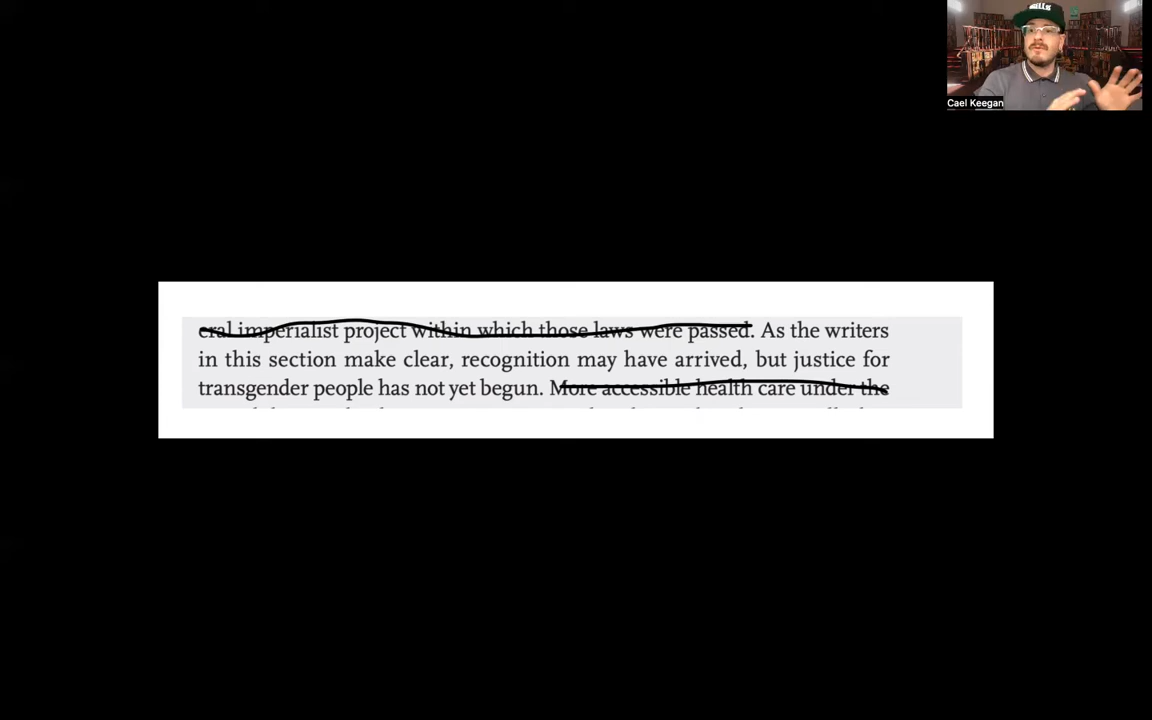 Cael Keegan
eral imperialist project within which those laws were passed. As the writers
in this section make clear, recognition may have arrived, but justice for
transgender people has not yet begun. More accessible health care under the